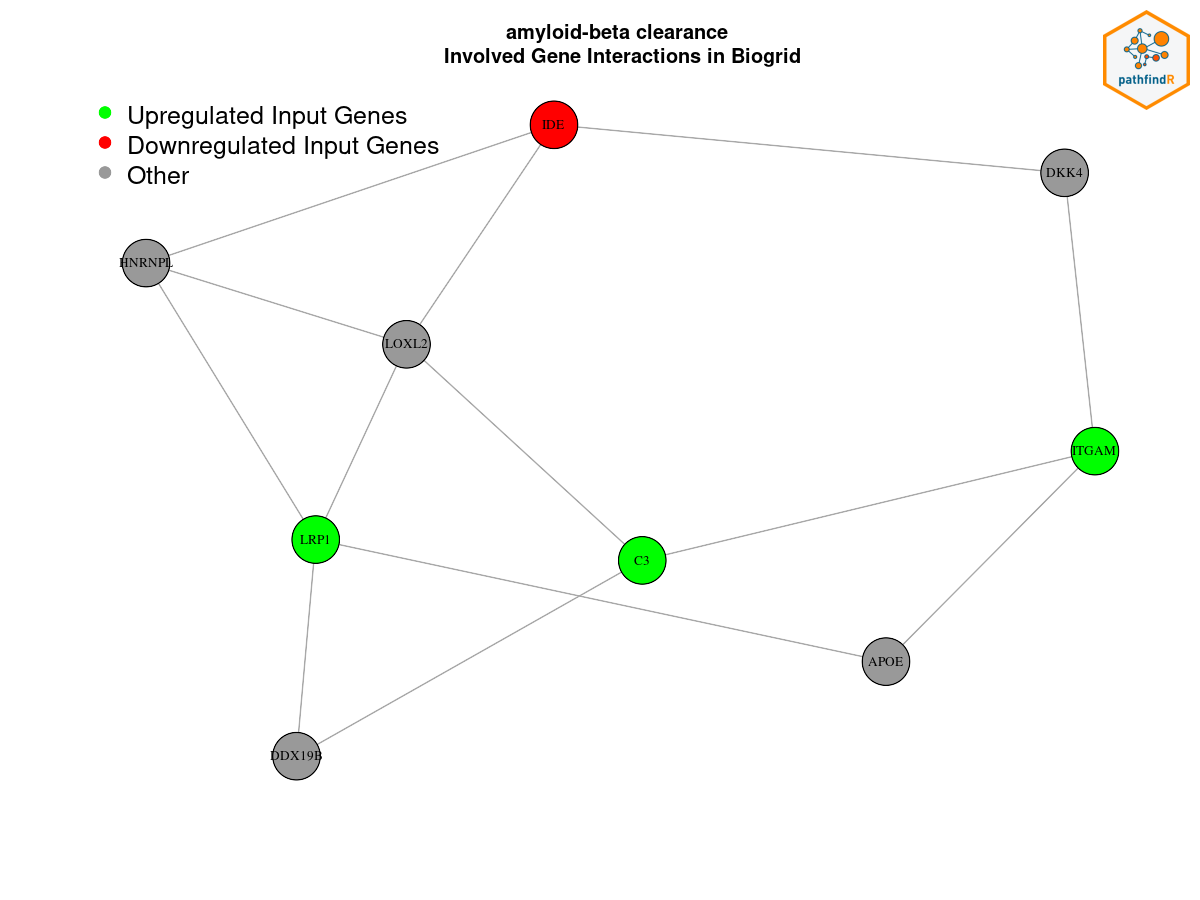 amyloid-beta clearance
Involved Gene Interactions in Biogrid
pathfindR
Upregulated Input Genes
Downregulated Input Genes
Other
IDE
DKK4
HNRNPL
LOXL2
ITGAM
LRP1
C3
APOE
DDX19B